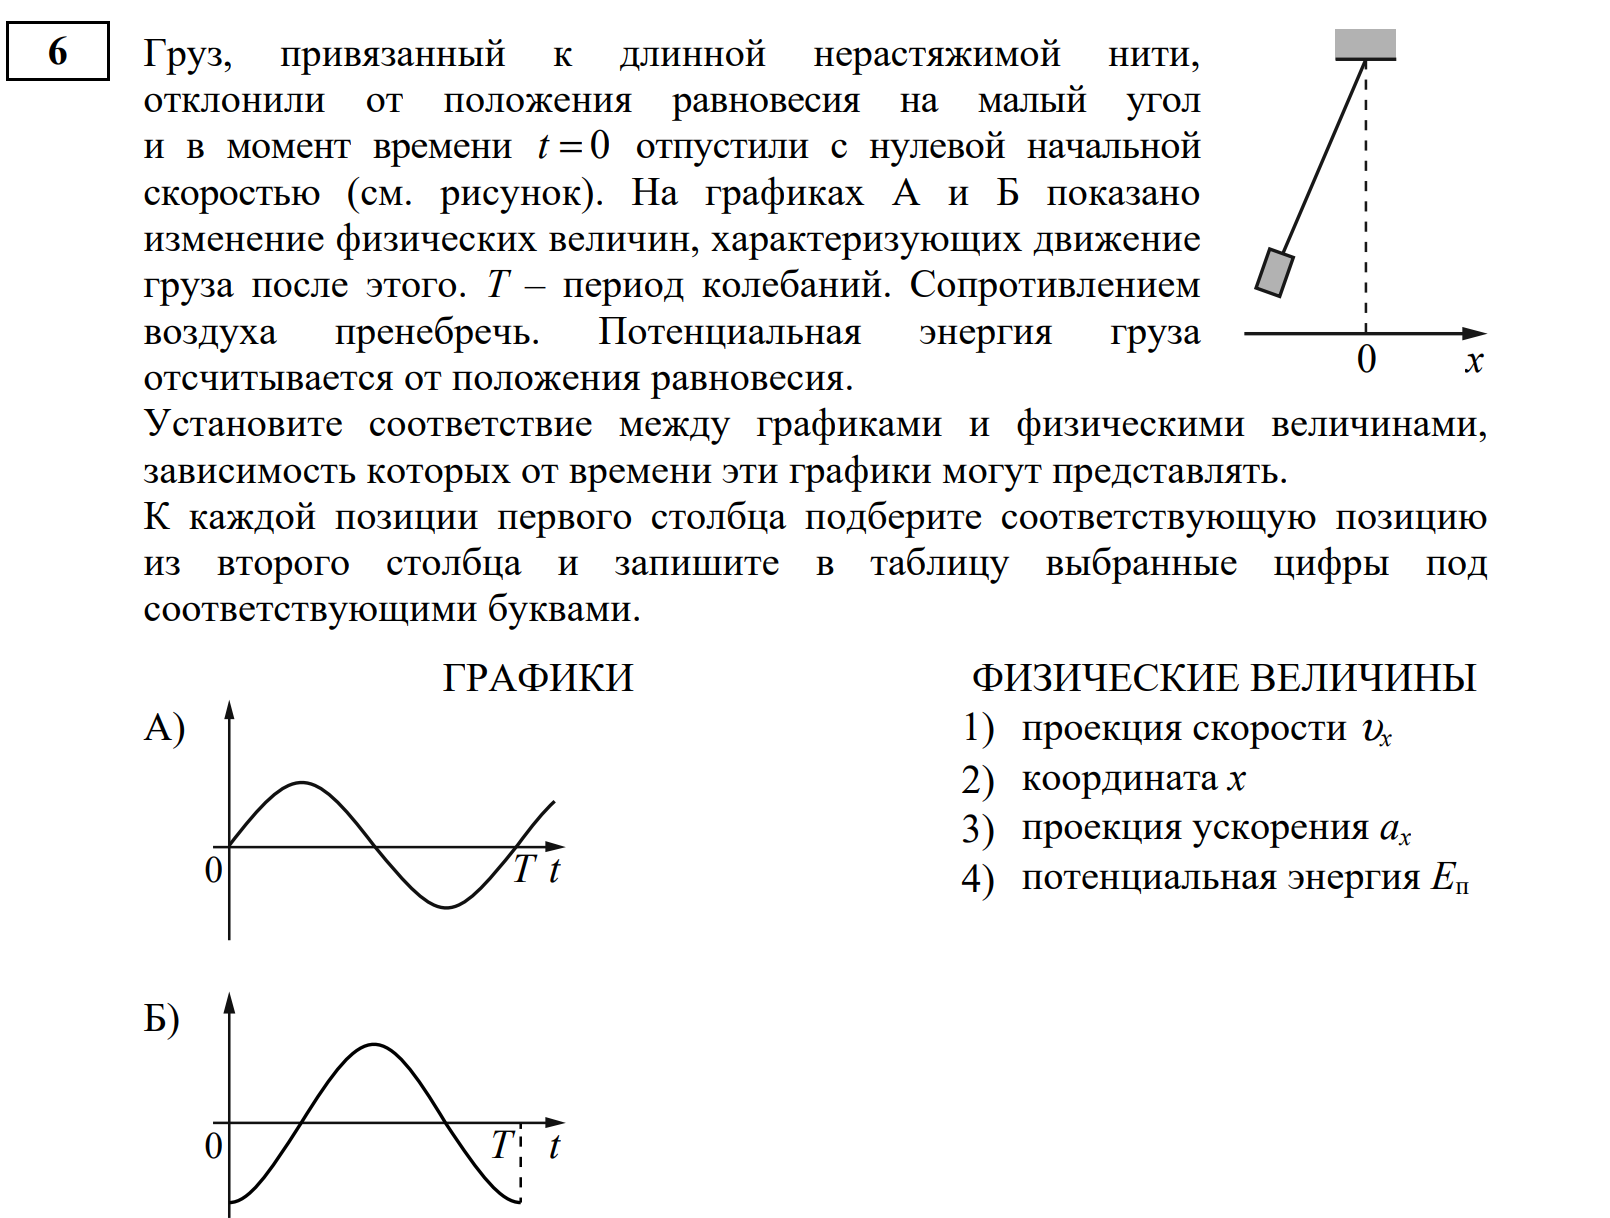 6
Груз, привязанный к длинной нерастяжимой нити,
отклонили от положения равновесия на малый угол
и в момент времени t = 0 отпустили с нулевой начальной
скоростью (см. рисунок). На графиках А и Б показано
изменение физических величин, характеризующих движение
груза после этого. T – период колебаний. Сопротивлением
воздуха пренебречь. Потенциальная энергия груза
отсчитывается от положения равновесия.
0 x
Установите соответствие между графиками и физическими величинами,
зависимость которых от времени эти графики могут представлять.
К каждой позиции первого столбца подберите соответствующую позицию
из второго столбца и запишите в таблицу выбранные цифры под
соответствующими буквами.
ГРАФИКИ
А)
0 T t
Б)
0 T t
ФИЗИЧЕСКИЕ ВЕЛИЧИНЫ
1) проекция скорости υx
2) координата x
3) проекция ускорения ax
4) потенциальная энергия Eп